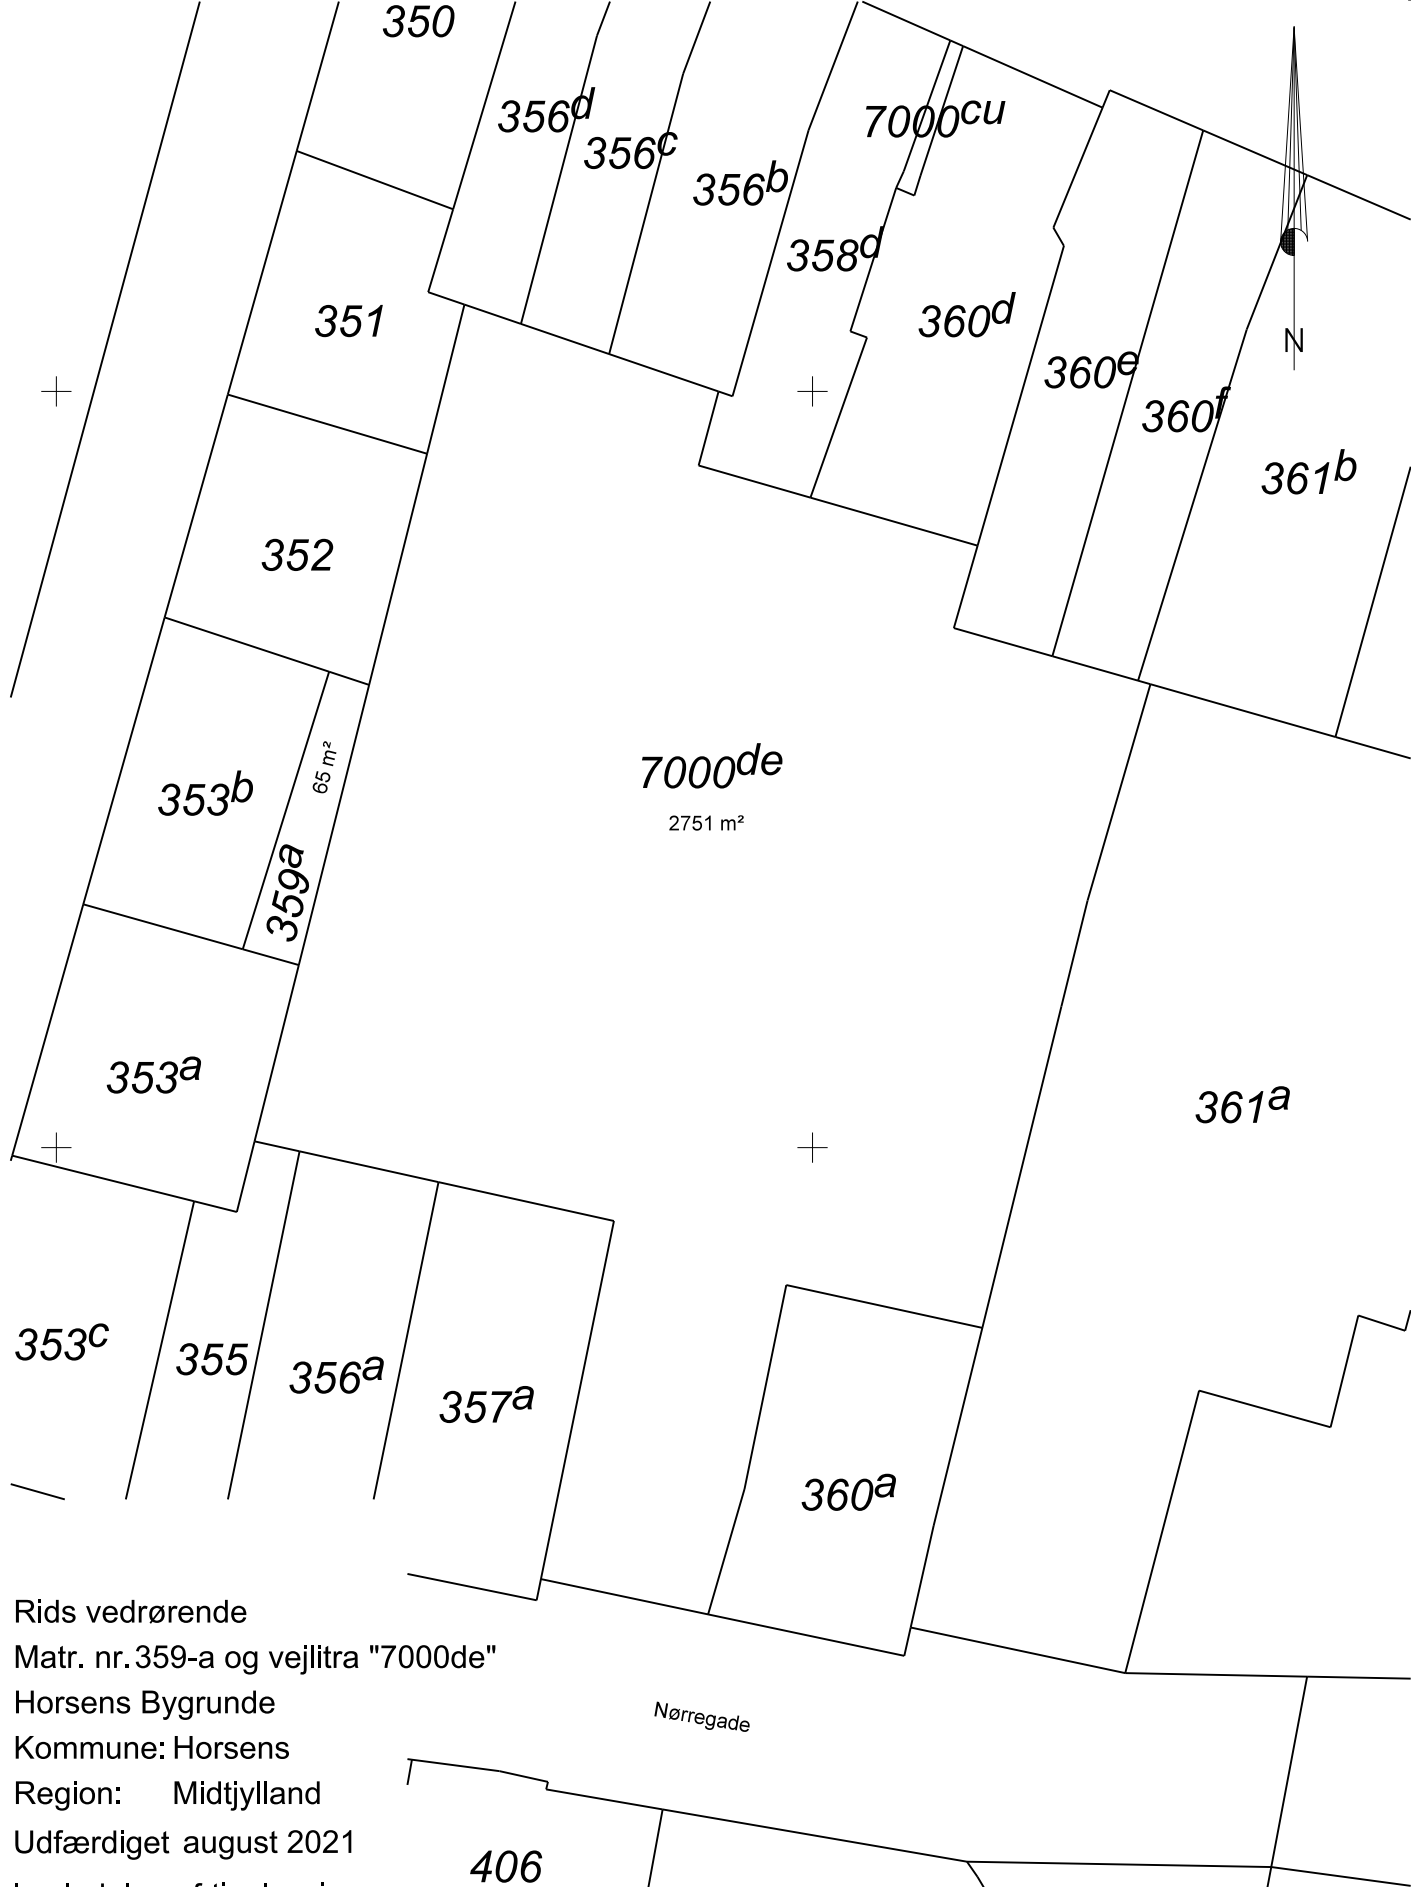 350
356d
356c
356b
7000cu
358d
351
360d
N
360e
360f
361b
352
65 m²
353b
7000de
2751 m²
359a
353a
361a
353c
355
356a
357a
360a
Rids vedrørende
Matr. nr. 359-a og vejlitra "7000de"
Horsens Bygrunde
Kommune: Horsens
Region: Midtjylland
Udfærdiget august 2021
Nørregade
406